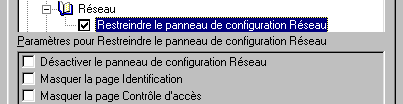 Réseau
Restreindre le panneau de configuration Réseau
Paramètres pour Restreindre le panneau de configuration Réseau
Désactiver le panneau de configuration Réseau
Masquer la page Identification
Masquer la page Contrôle d'accès